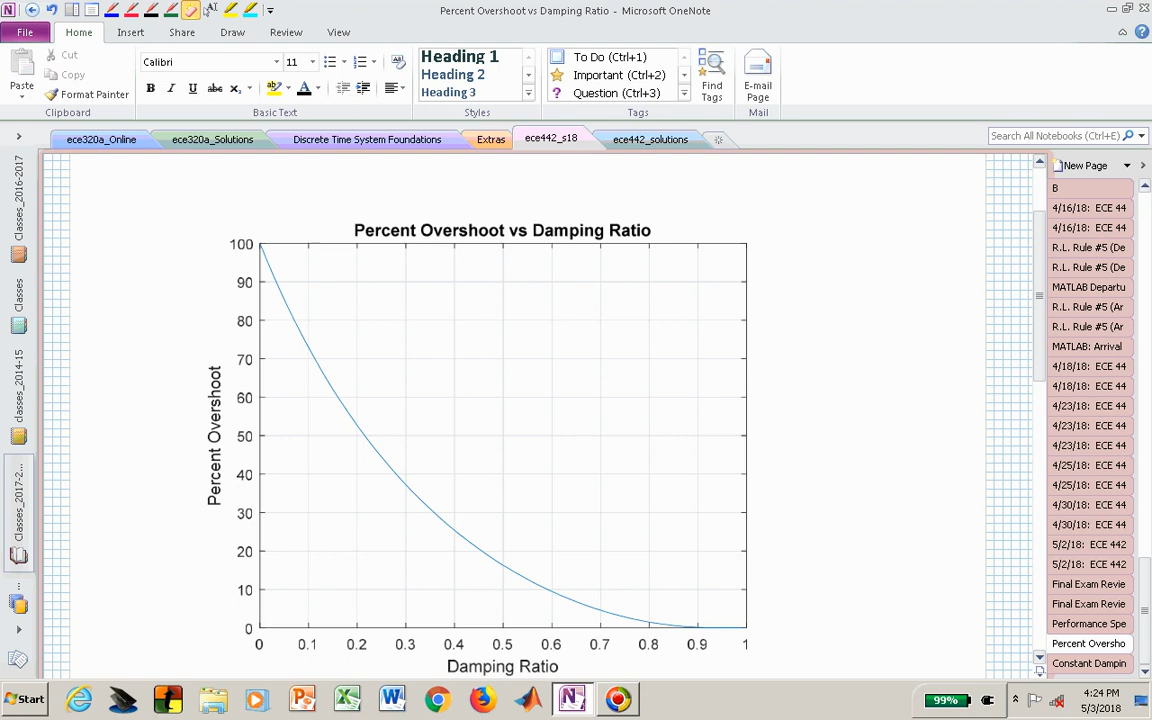 Percent Overshoot vs Damping Ratio - Microsoft OneNote
File Home Insert Share Draw Review View
Paste
Cut
Copy
Format Painter
Clipboard
Calibri 11
B I U abc x₂ A
Basic Text
Heading 1
Heading 2
Heading 3
Styles
To Do (Ctrl+1)
Important (Ctrl+2)
Question (Ctrl+3)
Tags
Find
Tags
E-mail
Page
Mail
ece320a_Online ece320a_Solutions Discrete Time System Foundations Extras ece442_s18 ece442_solutions
Search All Notebooks (Ctrl+E)
Classes_2016-2017
Classes
classes_2014-15
Classes_2017-2...
Percent Overshoot vs Damping Ratio
100
90
80
70
60
50
40
30
20
10
0
Percent Overshoot
0 0.1 0.2 0.3 0.4 0.5 0.6 0.7 0.8 0.9 1
Damping Ratio
New Page
B
4/16/18: ECE 44
4/16/18: ECE 44
R.L. Rule #5 (De
R.L. Rule #5 (De
MATLAB Departu
R.L. Rule #5 (Ar
R.L. Rule #5 (Ar
MATLAB: Arrival
4/18/18: ECE 44
4/18/18: ECE 44
4/23/18: ECE 44
4/23/18: ECE 44
4/23/18: ECE 44
4/25/18: ECE 44
4/25/18: ECE 44
4/30/18: ECE 44
4/30/18: ECE 44
5/2/18: ECE 442
5/2/18: ECE 442
Final Exam Revie
Final Exam Revie
Performance Spe
Percent Oversho
Constant Dampin
Start
99%
4:24 PM
5/3/2018